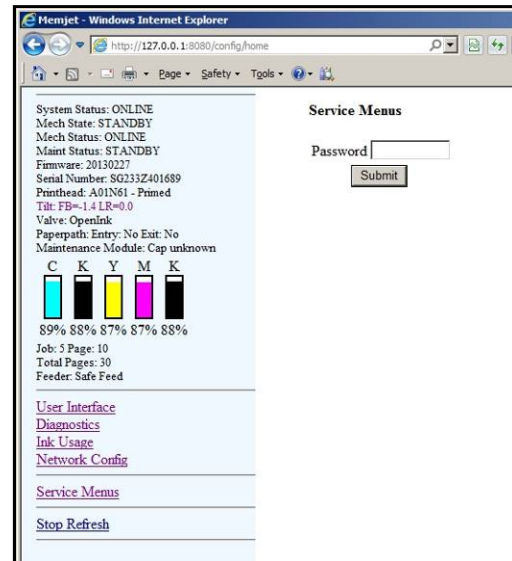 Memjet - Windows Internet Explorer
http://127.0.0.1:8080/config/home
Page Safety Tools
System Status: ONLINE
Mech State: STANDBY
Mech Status: ONLINE
Maint Status: STANDBY
Firmware: 20130227
Serial Number: SG233Z401689
Printhead: A01N61 - Primed
Tilt: FB=-1.4 LR=0.0
Valve: OpenInk
Paperpath: Entry: No Exit: No
Maintenance Module: Cap unknown
C K Y M K
89% 88% 87% 87% 88%
Job: 5 Page: 10
Total Pages: 30
Feeder: Safe Feed
User Interface
Diagnostics
Ink Usage
Network Config
Service Menus
Stop Refresh
Service Menus
Password
Submit